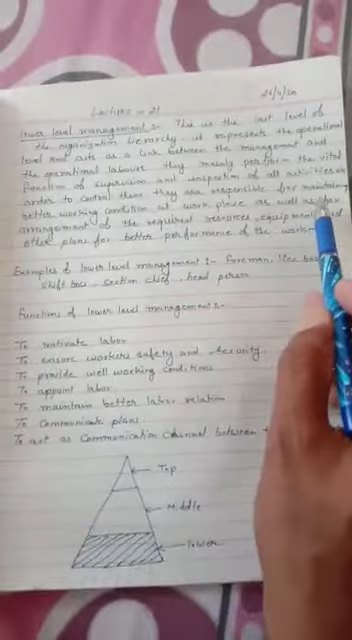 Lecture - 21
lower level management :- This is the last level of
the organization hierarchy. it represents the operational
level and acts as a link between the management and
the operational labours they mainly perform the vital
function of supervision and inspection of all activities in
order to control them they are responsible for maintaining
better working condition at work place as well as for
arrangement of the required resources, equipment and
other plans for better performance of the work
Examples of lower level management :- Foreman, line boss
shift boss, section chief, head person
Functions of lower level management :-
To motivate labor
To ensure workers safety and security.
To provide well working conditions
To appoint labor
To maintain better labor relation
To communicate plans.
To act as communication channel between
Top
Middle
lower